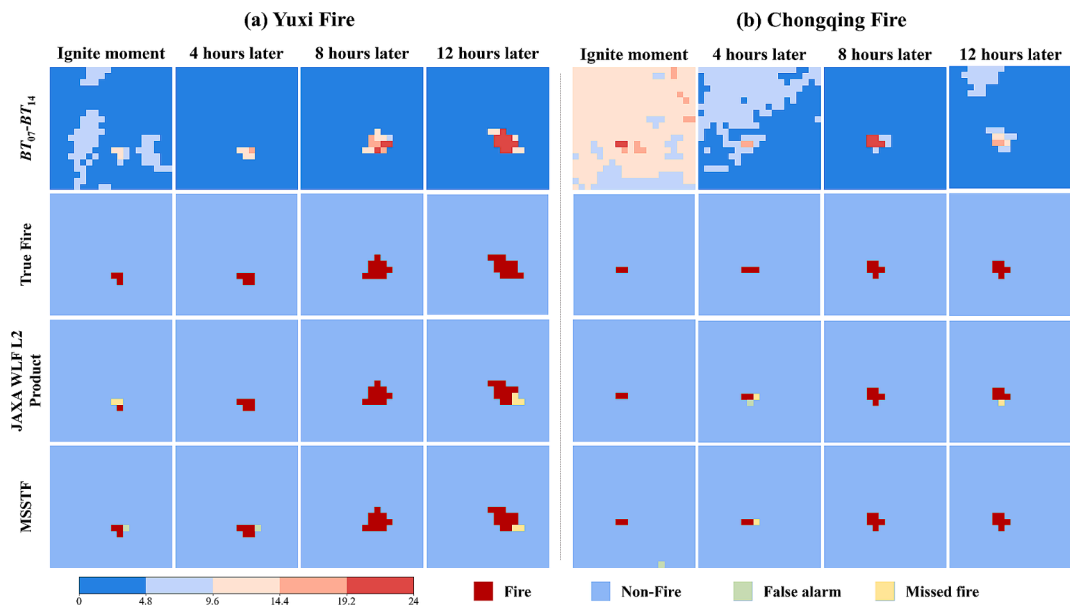 (a) Yuxi Fire
(b) Chongqing Fire
Ignite moment
4 hours later
8 hours later
12 hours later
Ignite moment
4 hours later
8 hours later
12 hours later
BT07-BT14
True Fire
JAXA WLF L2
Product
MSSTF
0
4.8
9.6
14.4
19.2
24
Fire
Non-Fire
False alarm
Missed fire